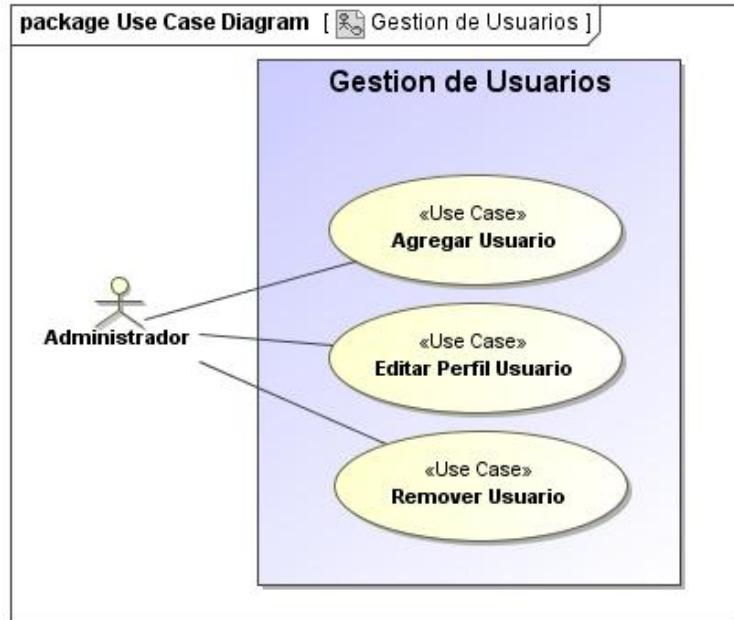 package Use Case Diagram [ Gestion de Usuarios ]
Gestion de Usuarios
«Use Case»
Agregar Usuario
Administrador
«Use Case»
Editar Perfil Usuario
«Use Case»
Remover Usuario